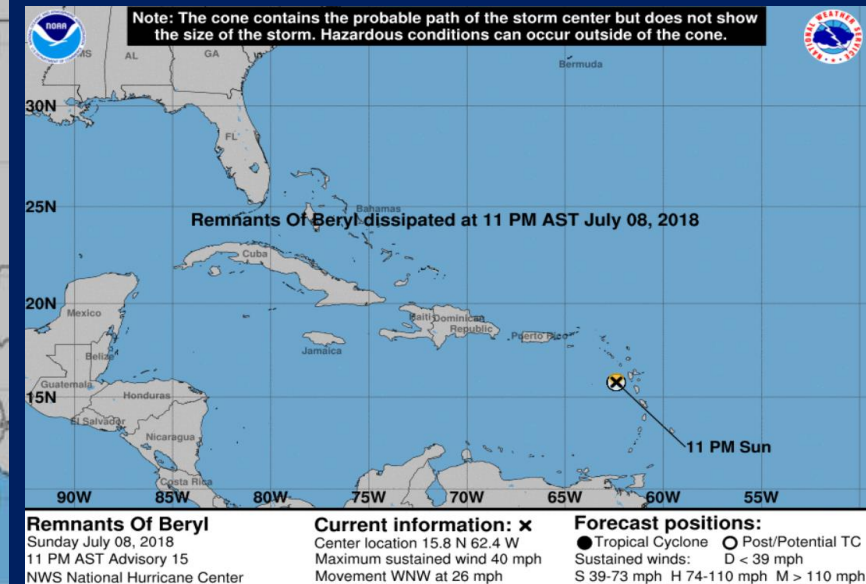 Note: The cone contains the probable path of the storm center but does not show
the size of the storm. Hazardous conditions can occur outside of the cone.
NOAA
NATIONAL WEATHER SERVICE
MS
AL
GA
Bermuda
30N
FL
25N
Bahamas
Remnants Of Beryl dissipated at 11 PM AST July 08, 2018
Cuba
20N
Mexico
Haiti
Dominican
Republic
Puerto Rico
Jamaica
Belize
Guatemala
15N
Honduras
El Salvador
Nicaragua
11 PM Sun
Costa Rica
90W 85W 80W 75W 70W 65W 60W 55W
Remnants Of Beryl
Sunday July 08, 2018
11 PM AST Advisory 15
NWS National Hurricane Center
Current information: x
Center location 15.8 N 62.4 W
Maximum sustained wind 40 mph
Movement WNW at 26 mph
Forecast positions:
Tropical Cyclone Post/Potential TC
Sustained winds: D < 39 mph
S 39-73 mph H 74-110 mph M > 110 mph